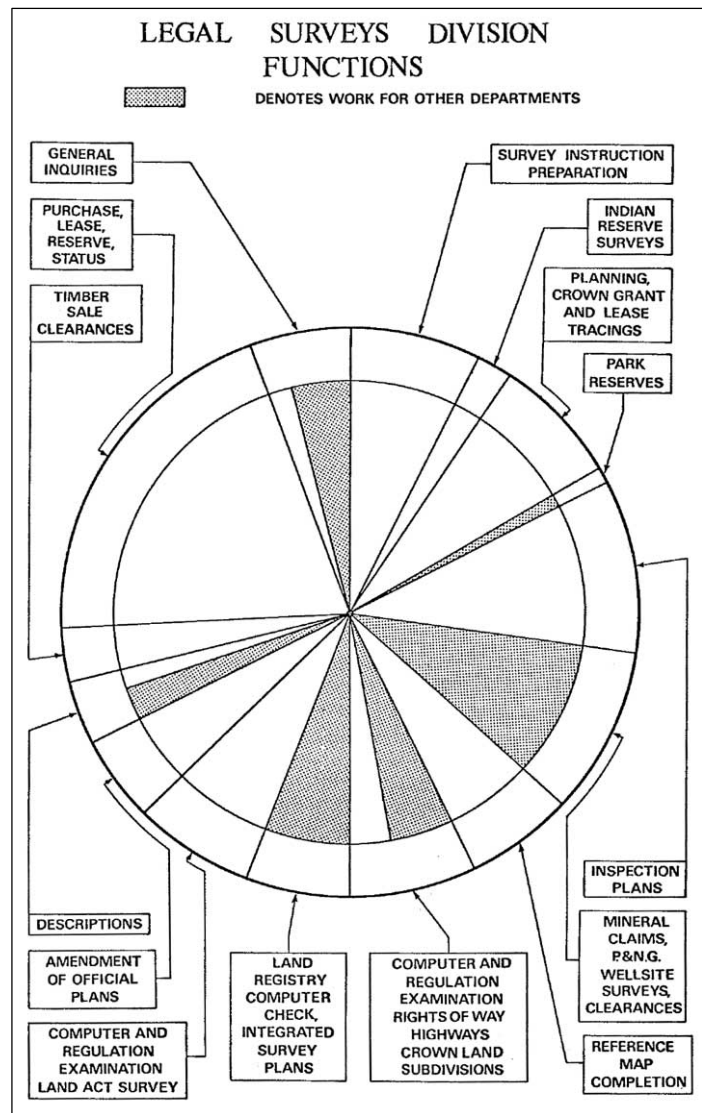 LEGAL SURVEYS DIVISION
FUNCTIONS
DENOTES WORK FOR OTHER DEPARTMENTS
GENERAL
INQUIRIES
SURVEY INSTRUCTION
PREPARATION
PURCHASE,
LEASE,
RESERVE,
STATUS
INDIAN
RESERVE
SURVEYS
TIMBER
SALE
CLEARANCES
PLANNING,
CROWN GRANT
AND LEASE
TRACINGS
PARK
RESERVES
INSPECTION
PLANS
DESCRIPTIONS
AMENDMENT
OF OFFICIAL
PLANS
COMPUTER AND
REGULATION
EXAMINATION
LAND ACT SURVEY
LAND
REGISTRY
COMPUTER
CHECK,
INTEGRATED
SURVEY
PLANS
COMPUTER AND
REGULATION
EXAMINATION
RIGHTS OF WAY
HIGHWAYS
CROWN LAND
SUBDIVISIONS
MINERAL
CLAIMS,
P.&N.G.
WELLSITE
SURVEYS,
CLEARANCES
REFERENCE
MAP
COMPLETION